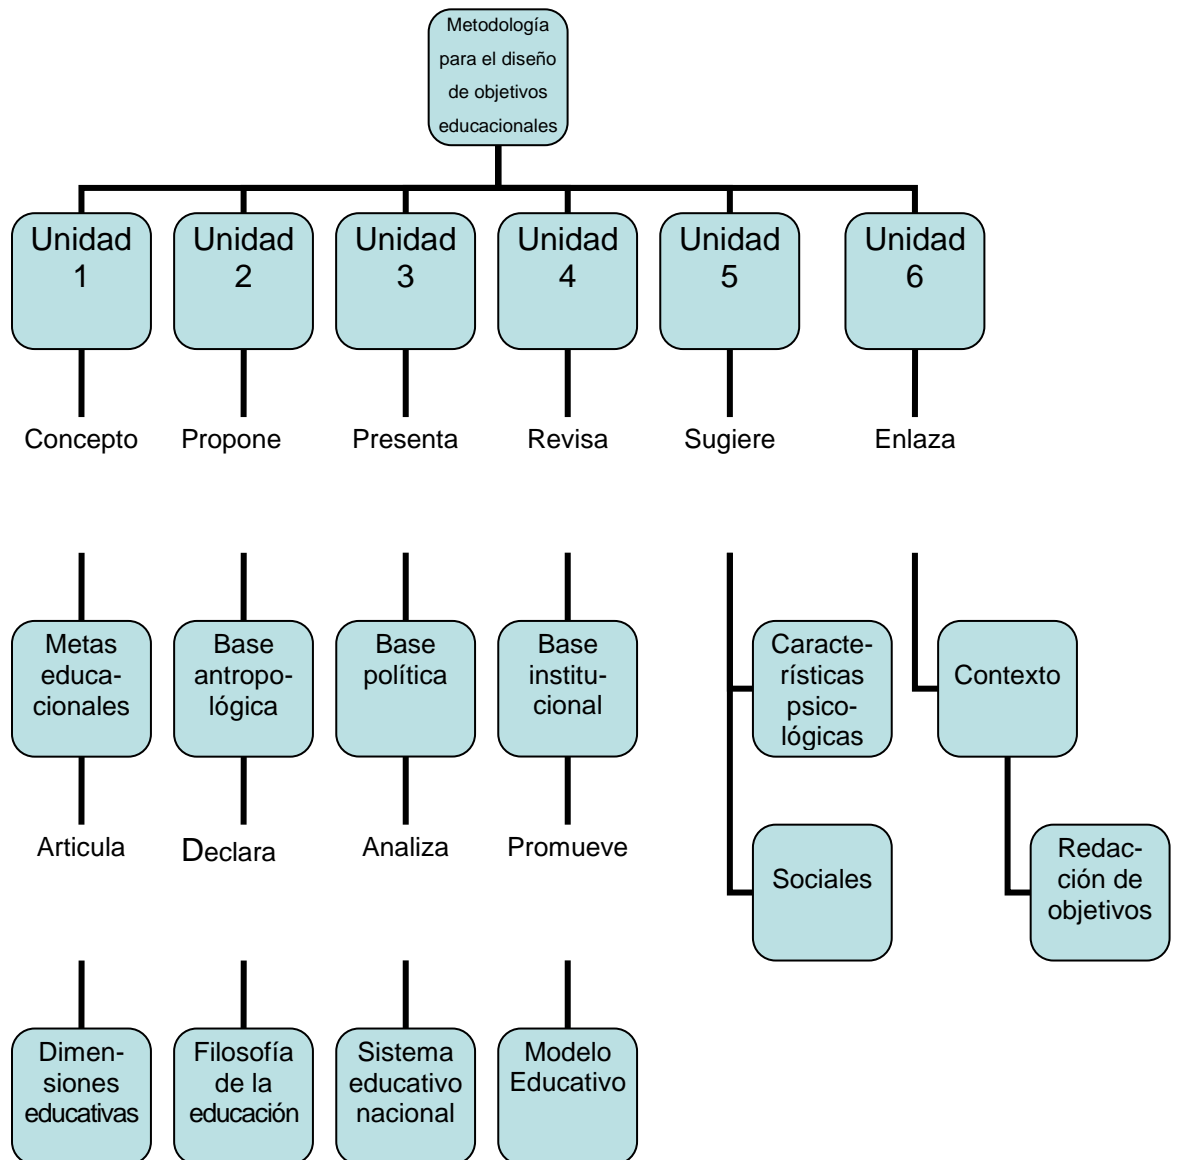 Metodología
para el diseño
de objetivos
educacionales
Unidad
1
Unidad
2
Unidad
3
Unidad
4
Unidad
5
Unidad
6
Concepto
Propone
Presenta
Revisa
Sugiere
Enlaza
Metas
educa-
cionales
Base
antropo-
lógica
Base
política
Base
institu-
cional
Caracte-
rísticas
psico-
lógicas
Contexto
Articula
Declara
Analiza
Promueve
Sociales
Redac-
ción de
objetivos
Dimen-
siones
educativas
Filosofía
de la
educación
Sistema
educativo
nacional
Modelo
Educativo